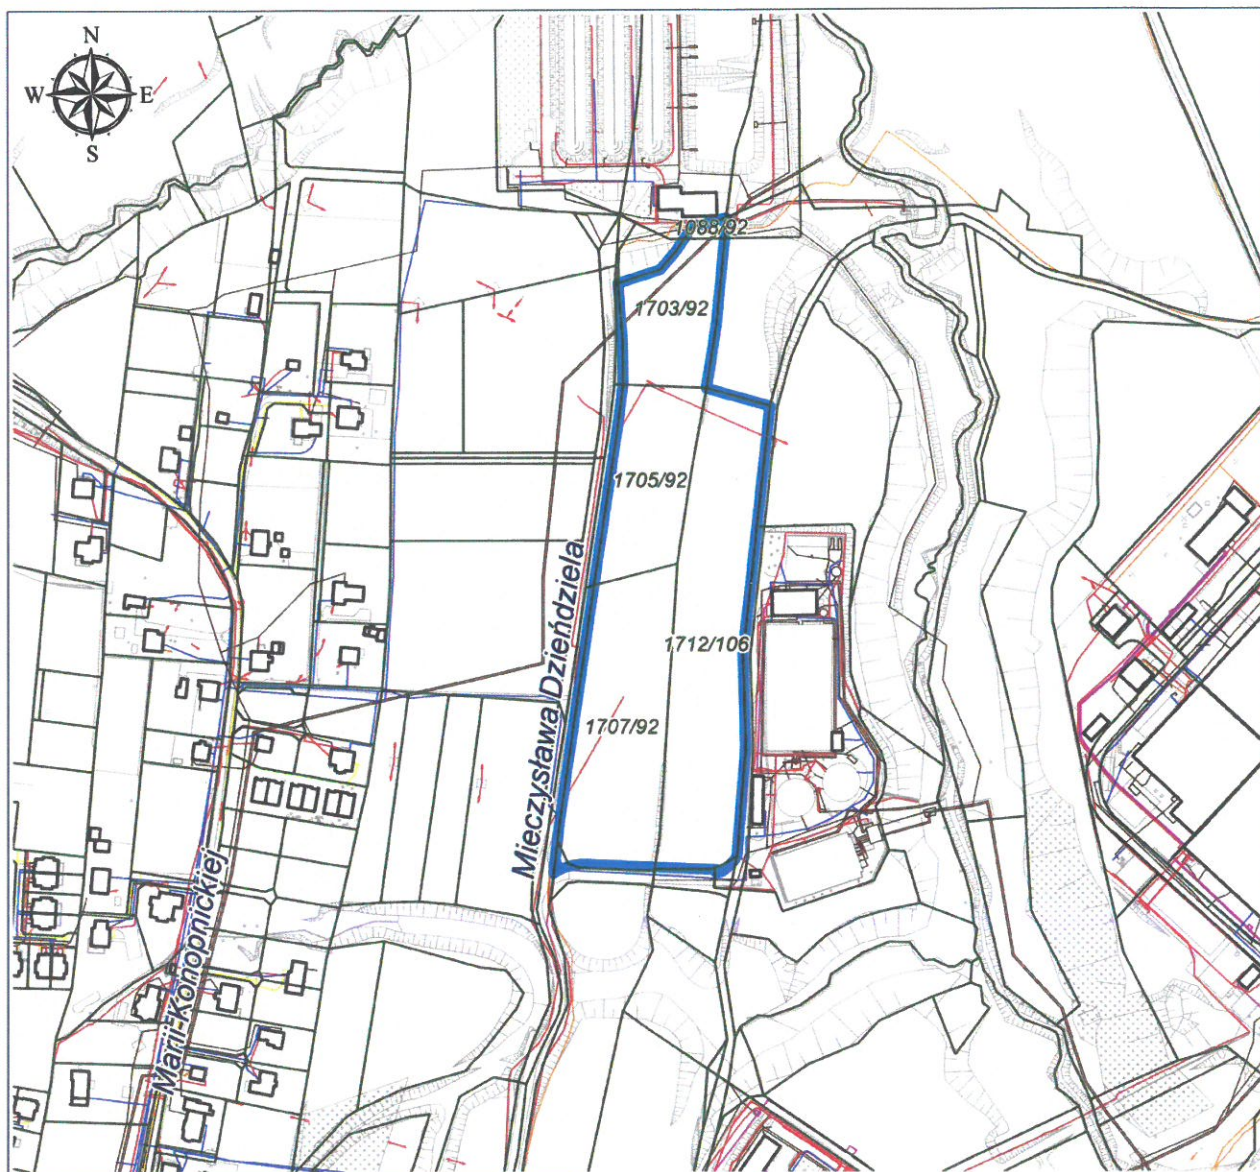 N
W E
S
1088/92
1703/92
1705/92
1712/106
1707/92
Mieczysława Dzieńdziela
Marii Konopnickiej